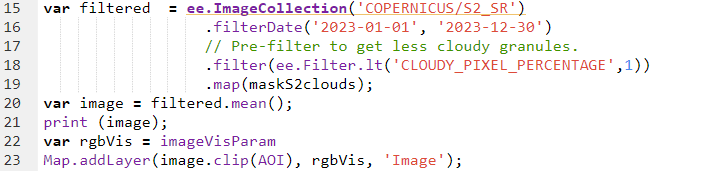 15 var filtered  = ee.ImageCollection('COPERNICUS/S2_SR')
16                 .filterDate('2023-01-01', '2023-12-30')
17                 // Pre-filter to get less cloudy granules.
18                 .filter(ee.Filter.lt('CLOUDY_PIXEL_PERCENTAGE',1))
19                 .map(maskS2clouds);
20 var image = filtered.mean();
21 print (image);
22 var rgbVis = imageVisParam
23 Map.addLayer(image.clip(AOI), rgbVis, 'Image');